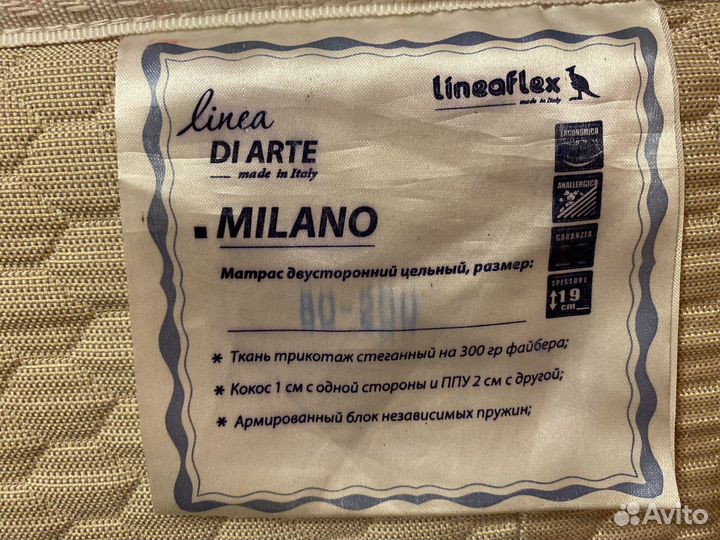 lineaflex
made in Italy
linea
DI ARTE
made in Italy
ERGONOMICO
ANALLERGICO
GARANZIA
SPESSORE
19
cm
MILANO
Матрас двусторонний цельный, размер:
* Ткань трикотаж стеганный на 300 гр файбера;
* Кокос 1 см с одной стороны и ППУ 2 см с другой;
* Армированный блок независимых пружин;
Avito